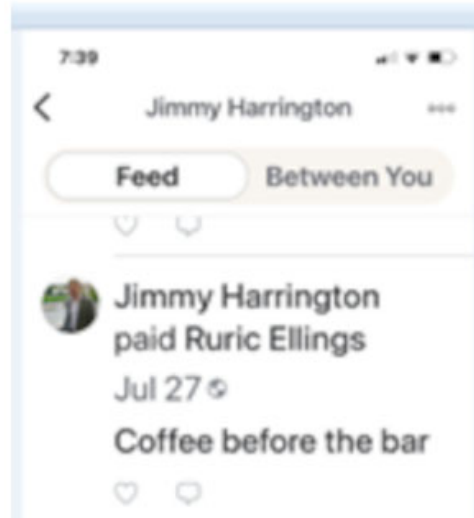 7:39
Jimmy Harrington
Feed Between You
Jimmy Harrington
paid Ruric Ellings
Jul 27
Coffee before the bar